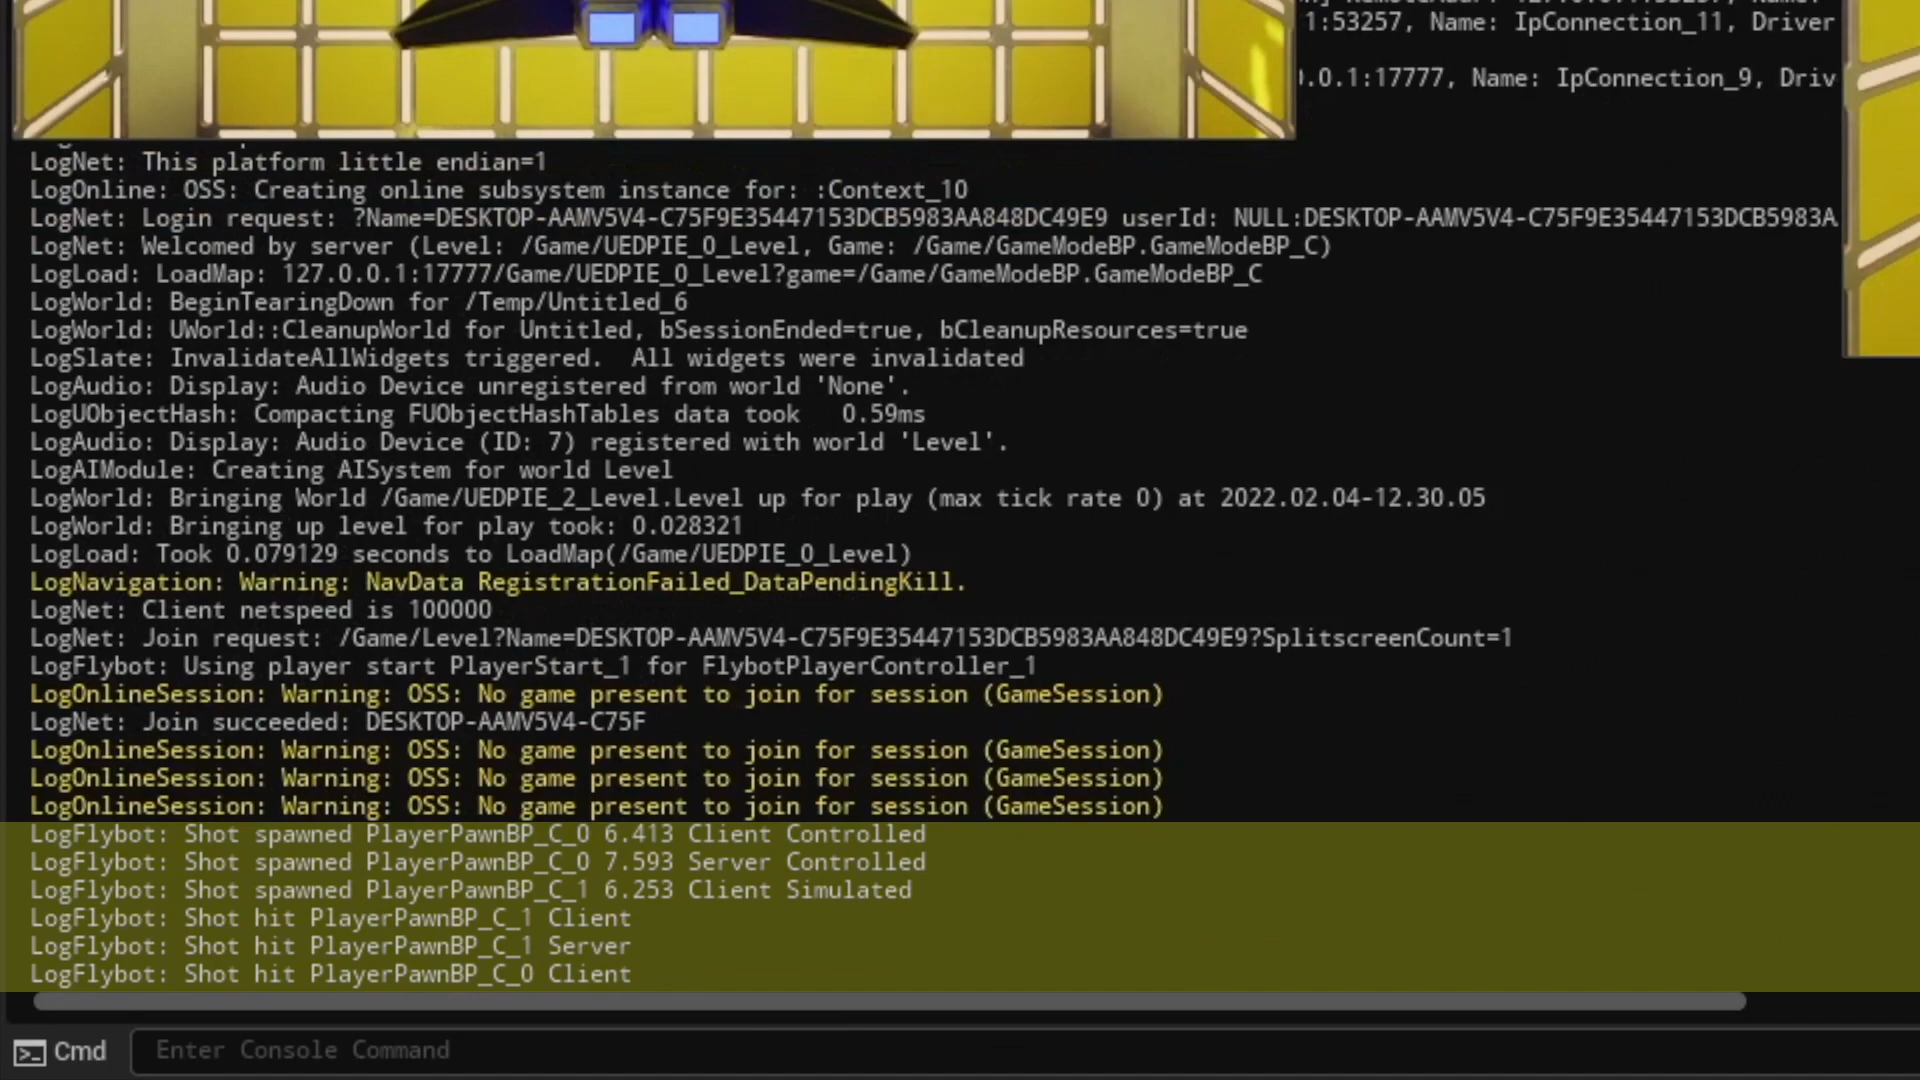 1:53257, Name: IpConnection_11, Driver
.0.1:17777, Name: IpConnection_9, Driv
LogNet: This platform little endian=1
LogOnline: OSS: Creating online subsystem instance for: :Context_10
LogNet: Login request: ?Name=DESKTOP-AAMV5V4-C75F9E35447153DCB5983AA848DC49E9 userId: NULL:DESKTOP-AAMV5V4-C75F9E35447153DCB5983A
LogNet: Welcomed by server (Level: /Game/UEDPIE_0_Level, Game: /Game/GameModeBP.GameModeBP_C)
LogLoad: LoadMap: 127.0.0.1:17777/Game/UEDPIE_0_Level?game=/Game/GameModeBP.GameModeBP_C
LogWorld: BeginTearingDown for /Temp/Untitled_6
LogWorld: UWorld::CleanupWorld for Untitled, bSessionEnded=true, bCleanupResources=true
LogSlate: InvalidateAllWidgets triggered.  All widgets were invalidated
LogAudio: Display: Audio Device unregistered from world 'None'.
LogUObjectHash: Compacting FUObjectHashTables data took   0.59ms
LogAudio: Display: Audio Device (ID: 7) registered with world 'Level'.
LogAIModule: Creating AISystem for world Level
LogWorld: Bringing World /Game/UEDPIE_2_Level.Level up for play (max tick rate 0) at 2022.02.04-12.30.05
LogWorld: Bringing up level for play took: 0.028321
LogLoad: Took 0.079129 seconds to LoadMap(/Game/UEDPIE_0_Level)
LogNavigation: Warning: NavData RegistrationFailed_DataPendingKill.
LogNet: Client netspeed is 100000
LogNet: Join request: /Game/Level?Name=DESKTOP-AAMV5V4-C75F9E35447153DCB5983AA848DC49E9?SplitscreenCount=1
LogFlybot: Using player start PlayerStart_1 for FlybotPlayerController_1
LogOnlineSession: Warning: OSS: No game present to join for session (GameSession)
LogNet: Join succeeded: DESKTOP-AAMV5V4-C75F
LogOnlineSession: Warning: OSS: No game present to join for session (GameSession)
LogOnlineSession: Warning: OSS: No game present to join for session (GameSession)
LogOnlineSession: Warning: OSS: No game present to join for session (GameSession)
LogFlybot: Shot spawned PlayerPawnBP_C_0 6.413 Client Controlled
LogFlybot: Shot spawned PlayerPawnBP_C_0 7.593 Server Controlled
LogFlybot: Shot spawned PlayerPawnBP_C_1 6.253 Client Simulated
LogFlybot: Shot hit PlayerPawnBP_C_1 Client
LogFlybot: Shot hit PlayerPawnBP_C_1 Server
LogFlybot: Shot hit PlayerPawnBP_C_0 Client
Cmd
Enter Console Command